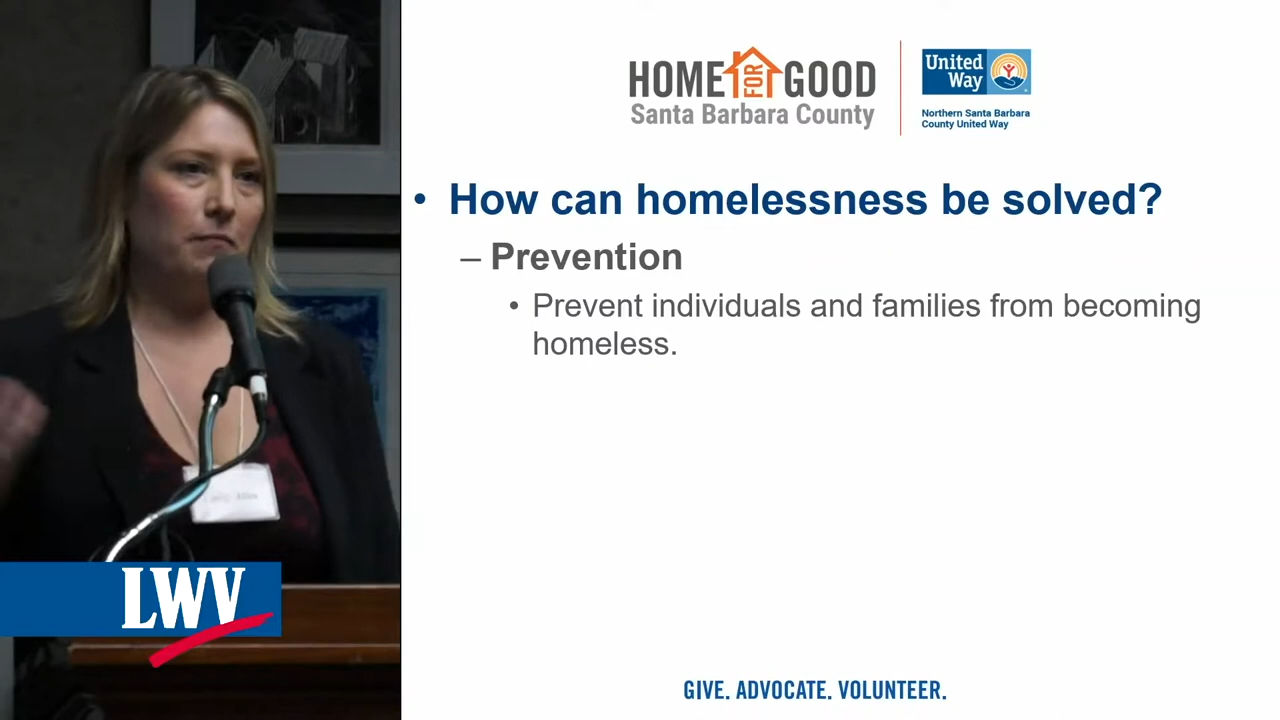 HOME FOR GOOD
Santa Barbara County
United
Way
Northern Santa Barbara
County United Way
• How can homelessness be solved?
– Prevention
• Prevent individuals and families from becoming
homeless.
LWV
GIVE. ADVOCATE. VOLUNTEER.